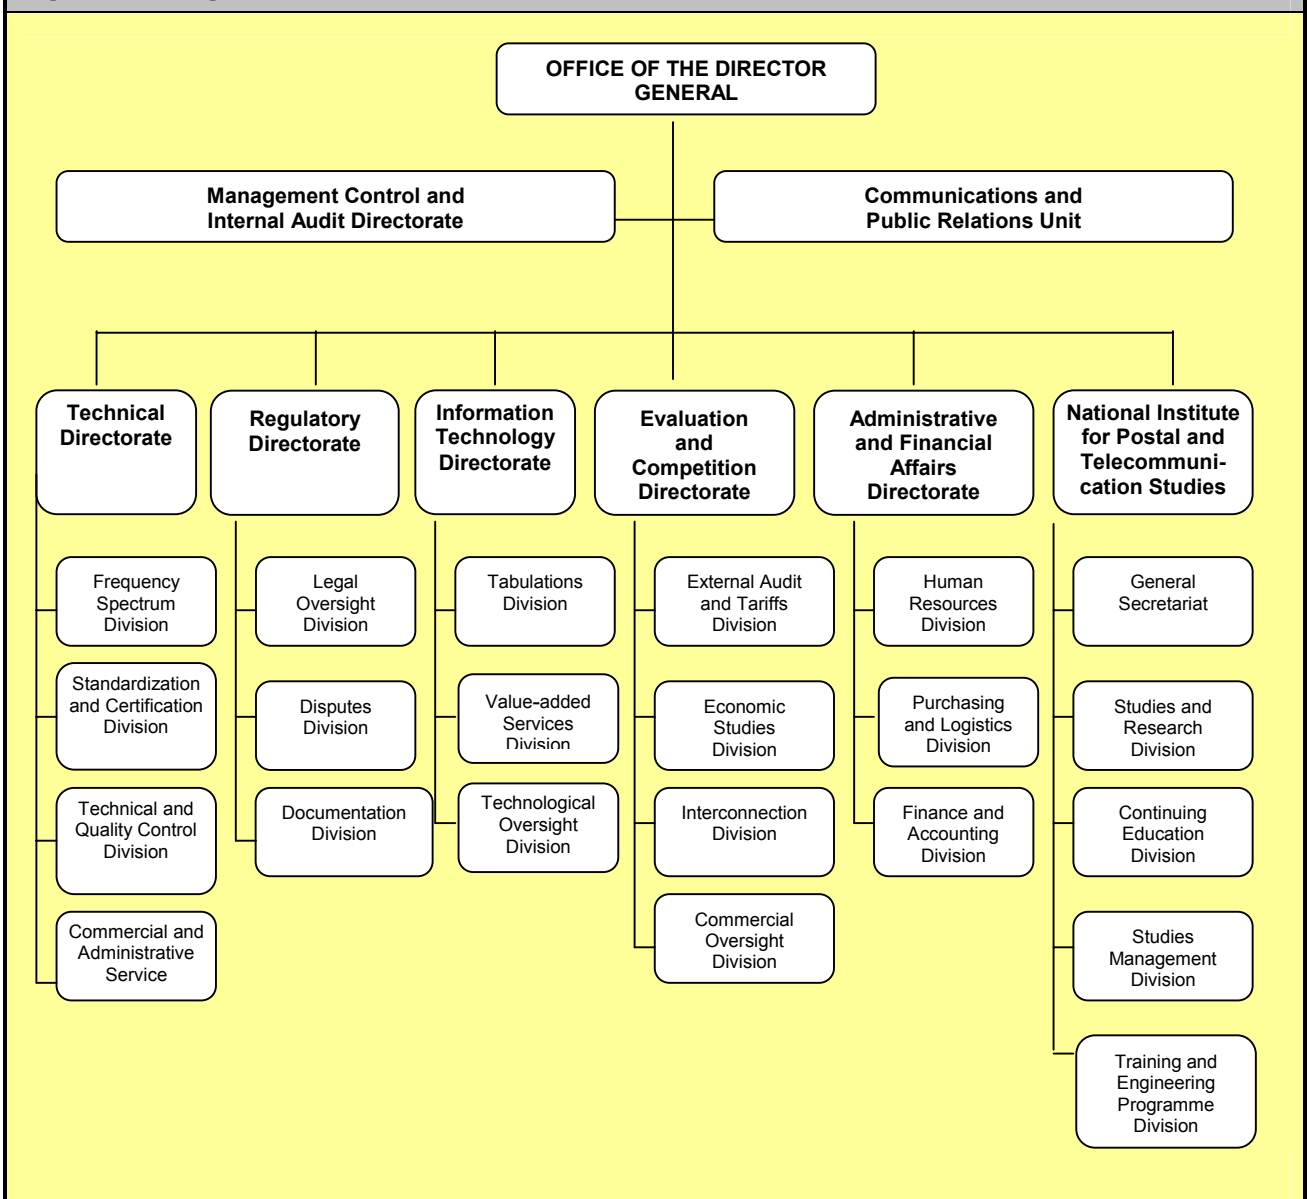 OFFICE OF THE DIRECTOR
GENERAL
Management Control and
Internal Audit Directorate
Communications and
Public Relations Unit
Technical
Directorate
Regulatory
Directorate
Information
Technology
Directorate
Evaluation
and
Competition
Directorate
Administrative
and Financial
Affairs
Directorate
National Institute
for Postal and
Telecommuni-
cation Studies
Frequency
Spectrum
Division
Standardization
and Certification
Division
Technical and
Quality Control
Division
Commercial and
Administrative
Service
Legal
Oversight
Division
Disputes
Division
Documentation
Division
Tabulations
Division
Value-added
Services
Division
Technological
Oversight
Division
External Audit
and Tariffs
Division
Economic
Studies
Division
Interconnection
Division
Commercial
Oversight
Division
Human
Resources
Division
Purchasing
and Logistics
Division
Finance and
Accounting
Division
General
Secretariat
Studies and
Research
Division
Continuing
Education
Division
Studies
Management
Division
Training and
Engineering
Programme
Division